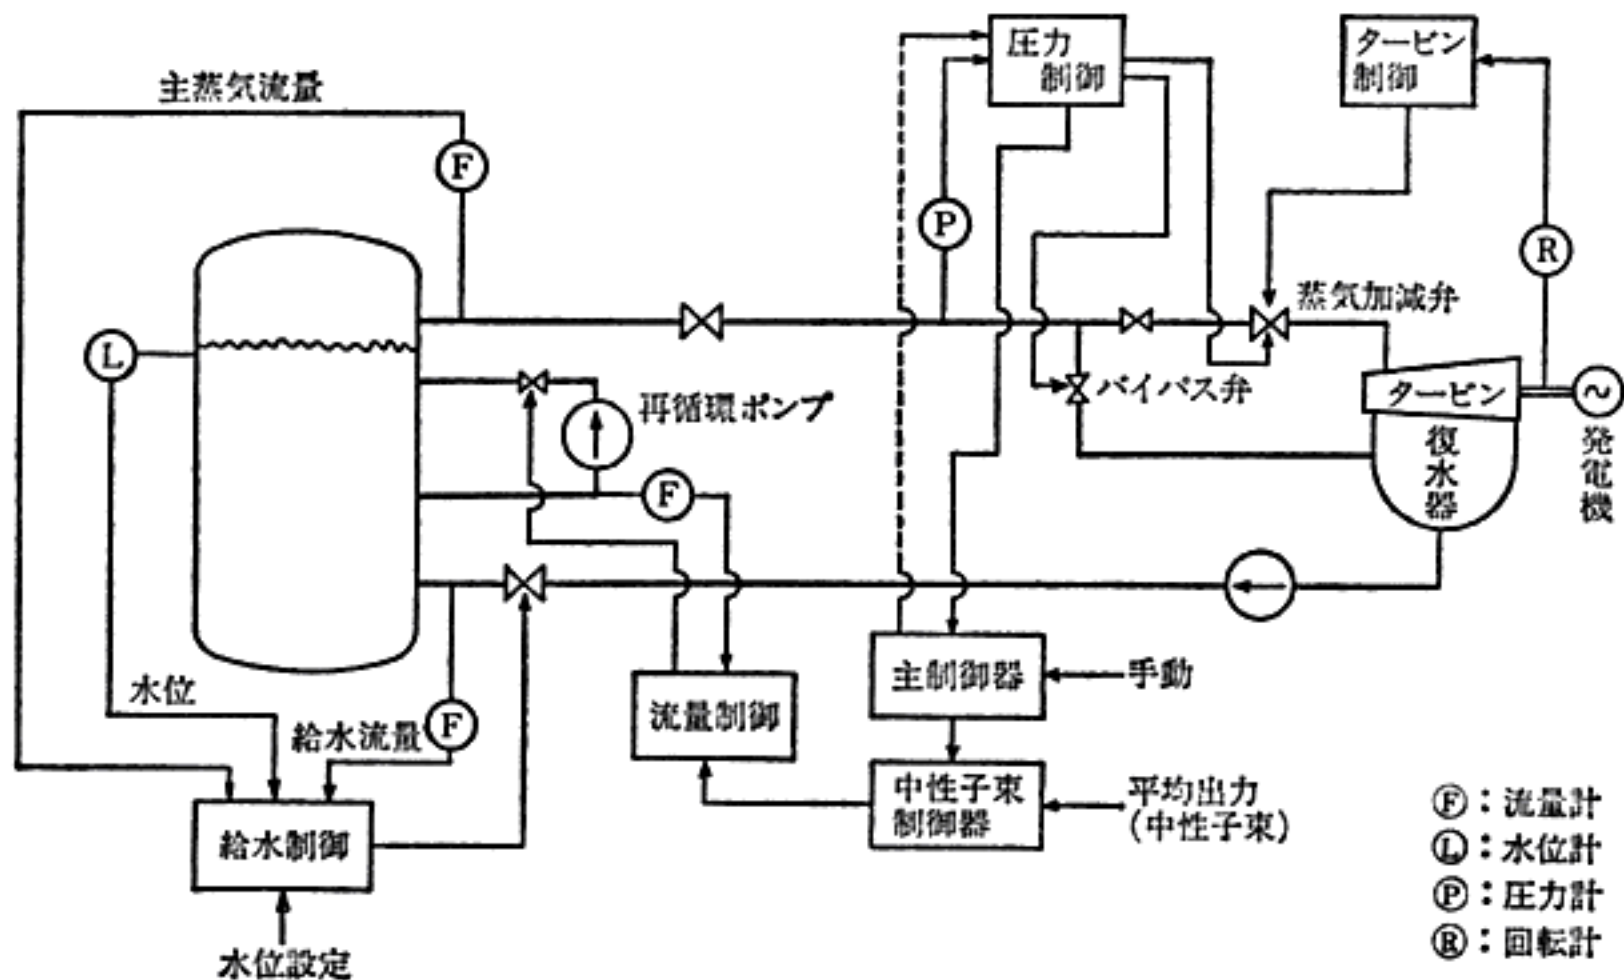 圧力
制御
タービン
制御
主蒸気流量
F
P
R
蒸気加減弁
L
バイパス弁
タービン
~
再循環ポンプ
復水器
発電機
F
主制御器
手動
水位
流量制御
給水流量
F
中性子束
制御器
平均出力
(中性子束)
給水制御
水位設定
Ⓕ:流量計
Ⓛ:水位計
Ⓟ:圧力計
Ⓡ:回転計